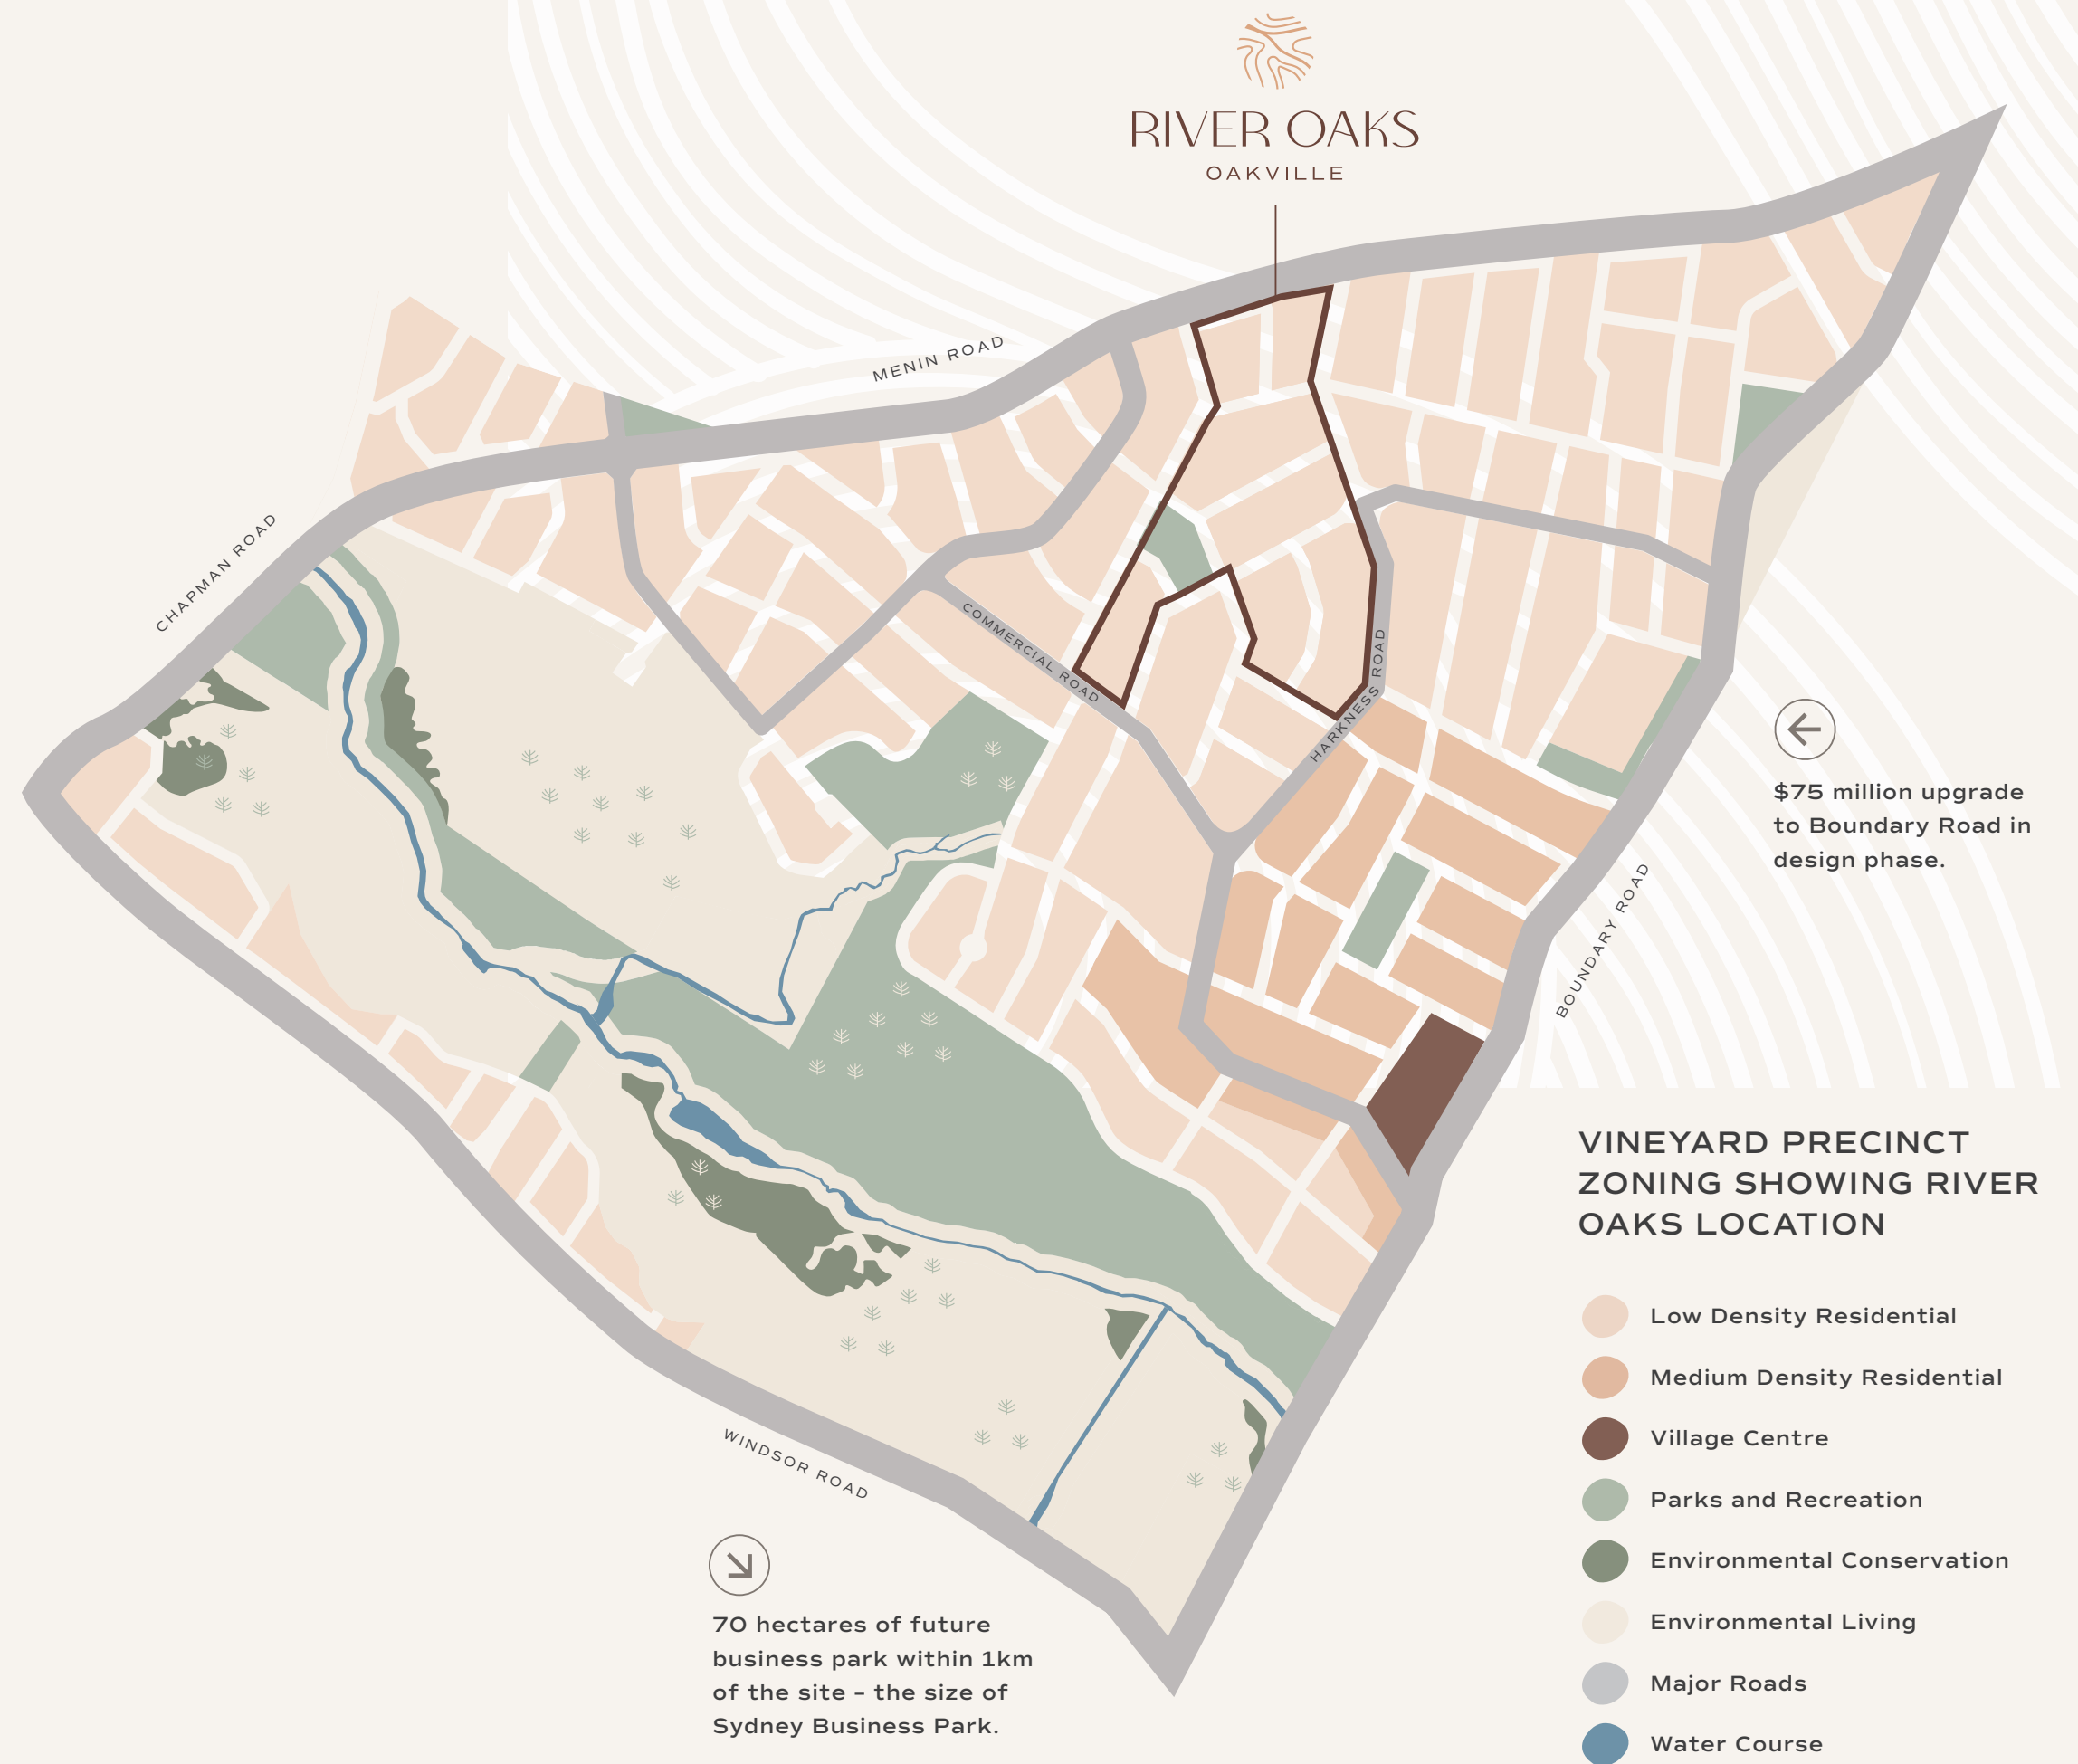 RIVER OAKS
OAKVILLE
MENIN ROAD
CHAPMAN ROAD
COMMERCIAL ROAD
HARKNESS ROAD
$75 million upgrade
to Boundary Road in
design phase.
BOUNDARY ROAD
VINEYARD PRECINCT
ZONING SHOWING RIVER
OAKS LOCATION
Low Density Residential
Medium Density Residential
Village Centre
Parks and Recreation
Environmental Conservation
Environmental Living
Major Roads
Water Course
WINDSOR ROAD
70 hectares of future
business park within 1km
of the site – the size of
Sydney Business Park.